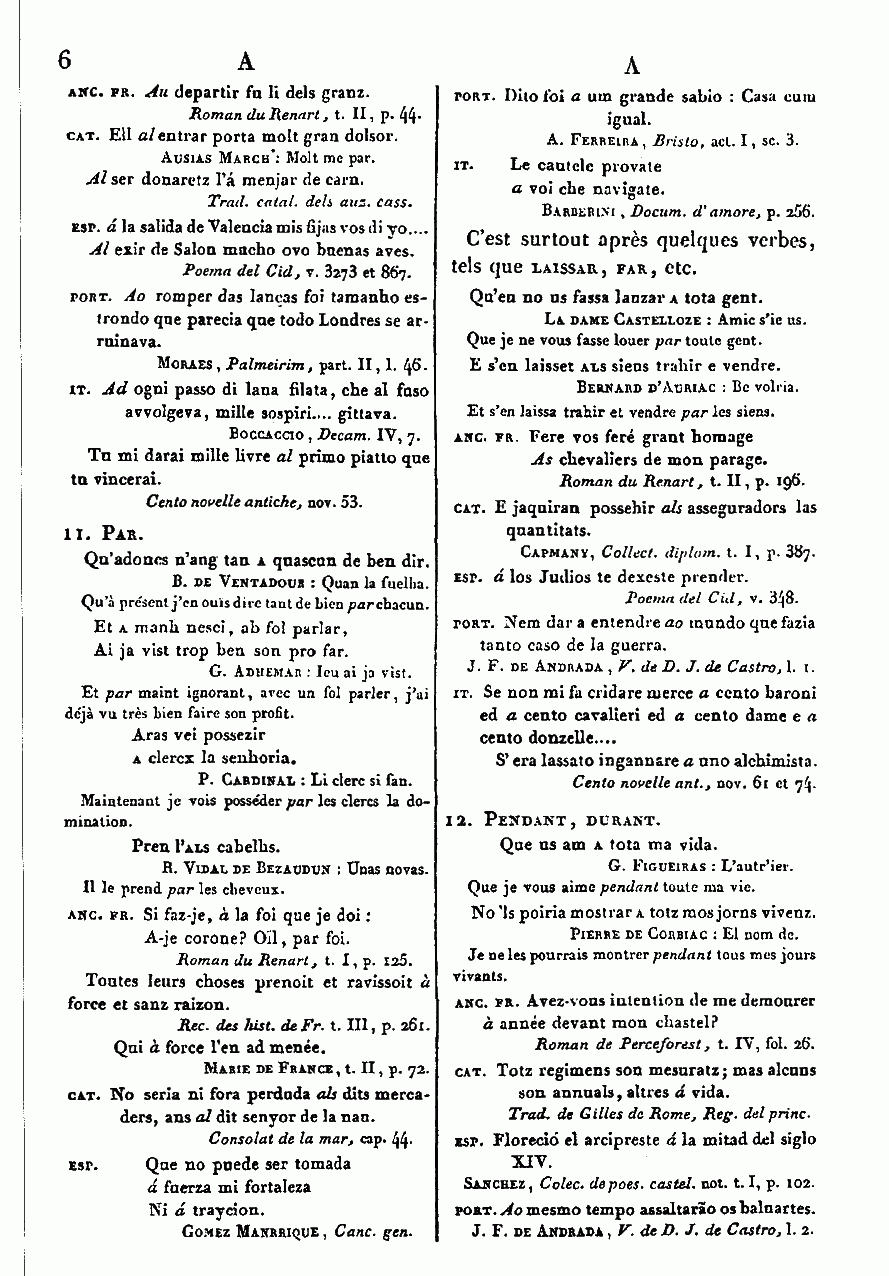 6 A A
ANC. FR. Au departir fu li dels granz.
Roman du Renart, t. II, p. 44.
CAT. Ell al entrar porta molt gran dolsor.
AUSIAS MARCH : Molt me par.
Al ser donaretz l'á menjar de carn.
Trad. catal. dels auz. cass.
ESP. á la salida de Valencia mis fijas vos di yo....
Al exir de Salon mucho ovo buenas aves.
Poema del Cid, v. 3273 et 867.
PORT. Ao romper das lanças foi tamanho es-
trondo que parecia que todo Londres se ar-
ruinava.
MORAES, Palmeirim, part. II, l. 46.
IT. Ad ogni passo di lana filata, che al fuso
avvolgeva, mille sospiri.... gittava.
BOCCACCIO, Decam. IV, 7.
Tu mi darai mille livre al primo piatto que
tu vincerai.
Cento novelle antiche, nov. 53.
11. PAR.
Qu'adoncs n'aug tan A quascun de ben dir.
B. DE VENTADOUR : Quan la fuelha.
Qu'à présent j'en ouïs dire tant de bien par chacun.
Et A manh nesci, ab fol parlar,
Ai ja vist trop ben son pro far.
G. ADHEMAR : Ieu ai ja vist.
Et par maint ignorant, avec un fol parler, j'ai
déjà vu très bien faire son profit.
Aras vei possezir
A clercx la senhoria.
P. CARDINAL : Li clerc si fan.
Maintenant je vois posséder par les clercs la do-
mination.
Pren l'ALS cabelhs.
R. VIDAL DE BEZAUDUN : Unas novas.
Il le prend par les cheveux.
ANC. FR. Si faz-je, à la foi que je doi :
A-je corone? Oïl, par foi.
Roman du Renart, t. I, p. 125.
Toutes leurs choses prenoit et ravissoit à
force et sanz raizon.
Rec. des hist. de Fr. t. III, p. 261.
Qui à force l'en ad menée.
MARIE DE FRANCE, t. II, p. 72.
CAT. No seria ni fora perduda als dits merca-
ders, ans al dit senyor de la nau.
Consolat de la mar, cap. 44.
ESP. Que no puede ser tomada
á fuerza mi fortaleza
Ni á traycion.
GOMEZ MANRRIQUE, Canc. gen.
PORT. Dito foi a um grande sabio : Casa cum
igual.
A. FERREIRA, Bristo, act. I, sc. 3.
IT. Le cautele provate
a voi che navigate.
BARBERINI, Docum. d'amore, p. 256.
C'est surtout après quelques verbes,
tels que LAISSAR, FAR, etc.
Qu'en no us fassa lauzar A tota gent.
LA DAME CASTELLOZE : Amic s'ie us.
Que je ne vous fasse louer par toute gent.
E s'en laisset ALS siens trahir e vendre.
BERNARD D'AURIAC : Be volria.
Et s'en laissa trahir et vendre par les siens.
ANC. FR. Fere vos feré grant homage
As chevaliers de mon parage.
Roman du Renart, t. II, p. 196.
CAT. E jaquiran possehir als asseguradors las
quantitats.
CAPMANY, Collect. diplom. t. I, p. 387.
ESP. á los Judios te dexeste prender.
Poema del Cid, v. 348.
PORT. Nem dar a entendre ao mundo que fazia
tanto caso de la guerra.
J. F. DE ANDRADA, V. de D. J. de Castro, l. 1.
IT. Se non mi fa cridare merce a cento baroni
ed a cento cavalieri ed a cento dame e a
cento donzelle....
S'era lassato ingannare a uno alchimista.
Cento novelle ant., nov. 61 et 74.
12. PENDANT, DURANT.
Que us am A tota ma vida.
G. FIGUEIRAS : L'autr'ier.
Que je vous aime pendant toute ma vie.
No 'ls poiria mostrar A totz mos jorns vivenz.
PIERRE DE CORBIAC : El nom de.
Je ne les pourrais montrer pendant tous mes jours
vivants.
ANC. FR. Avez-vous intention de me demourer
à année devant mon chastel?
Roman de Perceforest, t. IV, fol. 26.
CAT. Totz regimens son mesuratz; mas alcuns
son annuals, altres á vida.
Trad. de Gilles de Rome, Reg. del princ.
ESP. Floreció el arcipreste á la mitad del siglo
XIV.
SANCHEZ, Colec. de poes. castel. not. t. I, p. 102.
PORT. Ao mesmo tempo assaltarão os baluartes.
J. F. DE ANDRADA, V. de D. J. de Castro, l. 2.